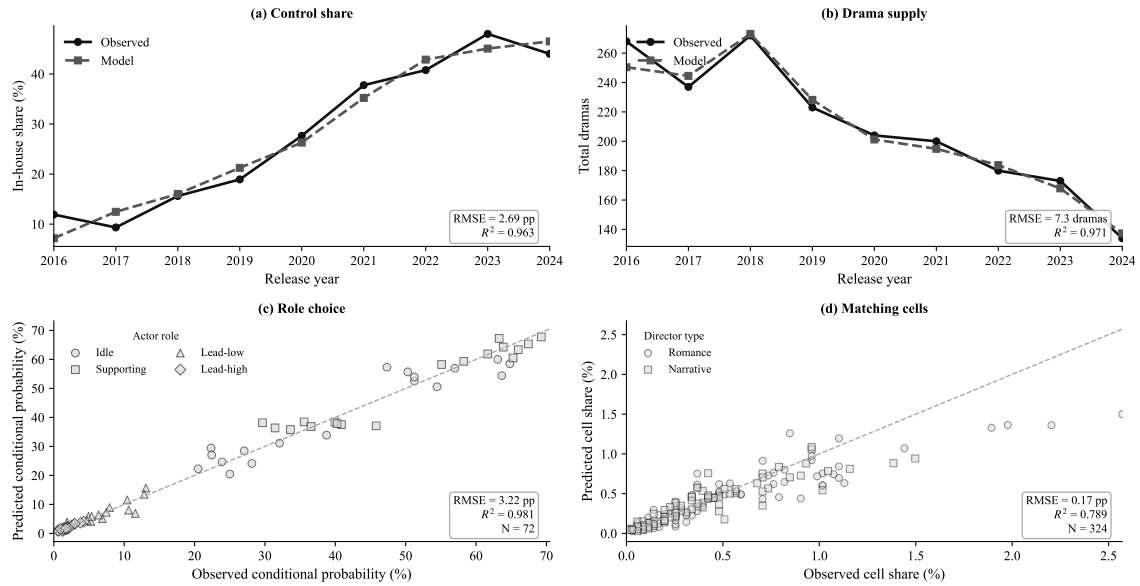 (a) Control share
In-house share (%)
40
30
20
10
Observed
Model
RMSE = 2.69 pp
R² = 0.963
2016 2017 2018 2019 2020 2021 2022 2023 2024
Release year
(b) Drama supply
Total dramas
260
240
220
200
180
160
140
Observed
Model
RMSE = 7.3 dramas
R² = 0.971
2016 2017 2018 2019 2020 2021 2022 2023 2024
Release year
(c) Role choice
Predicted conditional probability (%)
70
60
50
40
30
20
10
0
Actor role
Idle Lead-low
Supporting Lead-high
RMSE = 3.22 pp
R² = 0.981
N = 72
0 10 20 30 40 50 60 70
Observed conditional probability (%)
(d) Matching cells
Predicted cell share (%)
2.5
2.0
1.5
1.0
0.5
0.0
Director type
Romance
Narrative
RMSE = 0.17 pp
R² = 0.789
N = 324
0.0 0.5 1.0 1.5 2.0 2.5
Observed cell share (%)